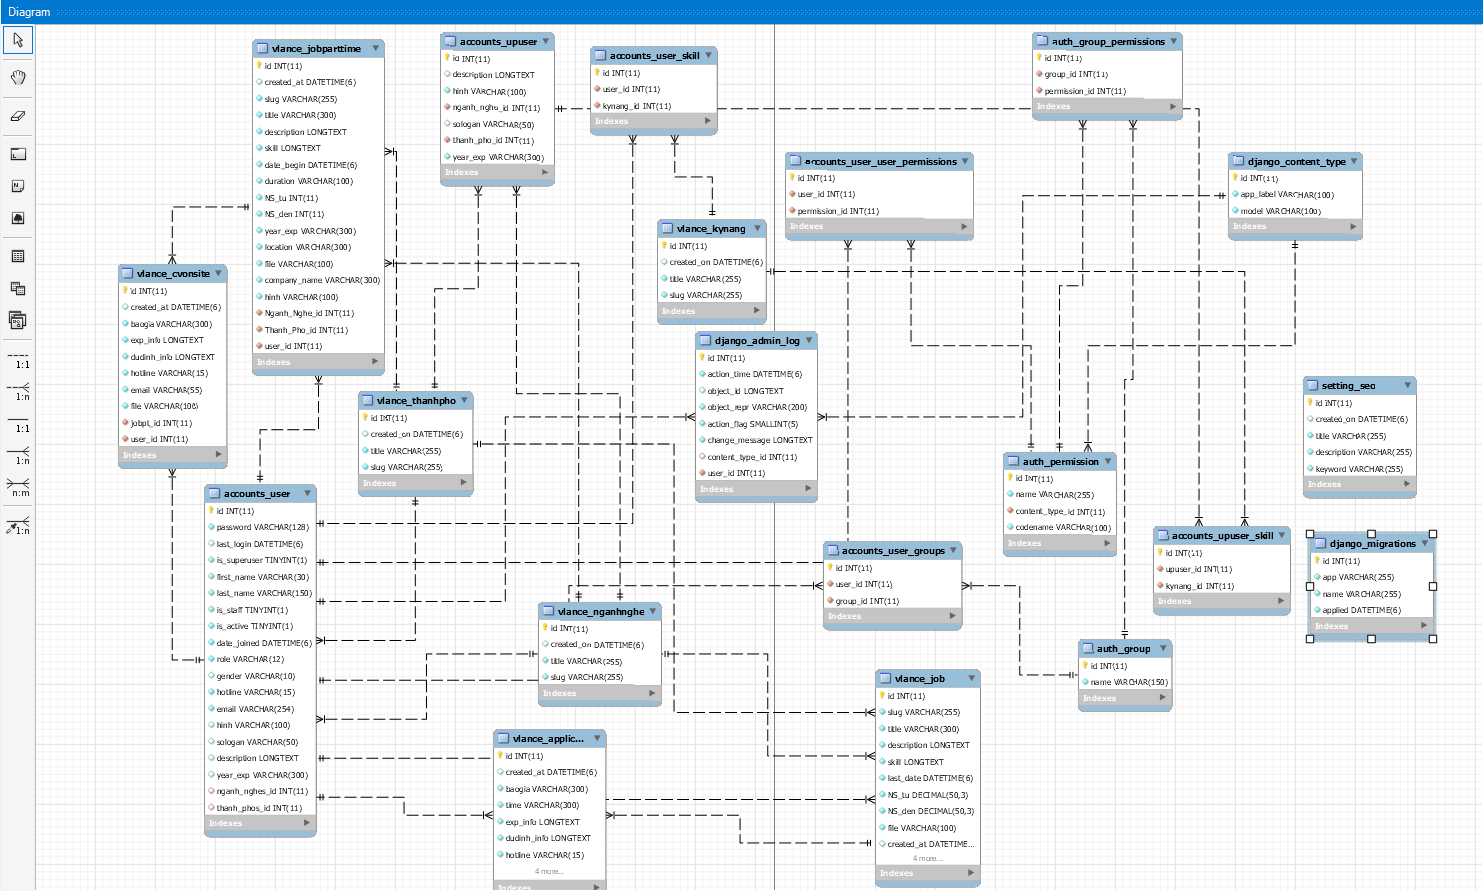 Diagram
1:1
1:n
1:1
1:n
n:m
1:n
vlance_jobparttime
id INT(11)
created_at DATETIME(6)
slug VARCHAR(255)
title VARCHAR(300)
description LONGTEXT
skill LONGTEXT
date_begin DATETIME(6)
duration VARCHAR(100)
NS_tu INT(11)
NS_den INT(11)
year_exp VARCHAR(300)
location VARCHAR(300)
file VARCHAR(100)
company_name VARCHAR(300)
hinh VARCHAR(100)
Nganh_Nghe_id INT(11)
Thanh_Pho_id INT(11)
user_id INT(11)
Indexes
accounts_upuser
id INT(11)
description LONGTEXT
hinh VARCHAR(100)
nganh_nghe_id INT(11)
sologan VARCHAR(50)
thanh_pho_id INT(11)
year_exp VARCHAR(300)
Indexes
accounts_user_skill
id INT(11)
user_id INT(11)
kynang_id INT(11)
Indexes
auth_group_permissions
id INT(11)
group_id INT(11)
permission_id INT(11)
Indexes
accounts_user_user_permissions
id INT(11)
user_id INT(11)
permission_id INT(11)
Indexes
django_content_type
id INT(11)
app_label VARCHAR(100)
model VARCHAR(100)
Indexes
vlance_kynang
id INT(11)
created_on DATETIME(6)
title VARCHAR(255)
slug VARCHAR(255)
Indexes
vlance_cvonsite
id INT(11)
created_at DATETIME(6)
baogia VARCHAR(300)
exp_info LONGTEXT
dudinh_info LONGTEXT
hotline VARCHAR(15)
email VARCHAR(55)
file VARCHAR(100)
jobpt_id INT(11)
user_id INT(11)
Indexes
django_admin_log
id INT(11)
action_time DATETIME(6)
object_id LONGTEXT
object_repr VARCHAR(200)
action_flag SMALLINT(5)
change_message LONGTEXT
content_type_id INT(11)
user_id INT(11)
Indexes
vlance_thanhpho
id INT(11)
created_on DATETIME(6)
title VARCHAR(255)
slug VARCHAR(255)
Indexes
setting_seo
id INT(11)
created_on DATETIME(6)
title VARCHAR(255)
description VARCHAR(255)
keyword VARCHAR(255)
Indexes
auth_permission
id INT(11)
name VARCHAR(255)
content_type_id INT(11)
codename VARCHAR(100)
Indexes
accounts_user
id INT(11)
password VARCHAR(128)
last_login DATETIME(6)
is_superuser TINYINT(1)
first_name VARCHAR(30)
last_name VARCHAR(150)
is_staff TINYINT(1)
is_active TINYINT(1)
date_joined DATETIME(6)
role VARCHAR(12)
gender VARCHAR(10)
hotline VARCHAR(15)
email VARCHAR(254)
hinh VARCHAR(100)
sologan VARCHAR(50)
description LONGTEXT
year_exp VARCHAR(300)
nganh_nghes_id INT(11)
thanh_phos_id INT(11)
Indexes
accounts_upuser_skill
id INT(11)
upuser_id INT(11)
kynang_id INT(11)
Indexes
django_migrations
id INT(11)
app VARCHAR(255)
name VARCHAR(255)
applied DATETIME(6)
Indexes
accounts_user_groups
id INT(11)
user_id INT(11)
group_id INT(11)
Indexes
vlance_nganhnghe
id INT(11)
created_on DATETIME(6)
title VARCHAR(255)
slug VARCHAR(255)
Indexes
auth_group
id INT(11)
name VARCHAR(150)
Indexes
vlance_job
id INT(11)
slug VARCHAR(255)
title VARCHAR(300)
description LONGTEXT
skill LONGTEXT
last_date DATETIME(6)
NS_tu DECIMAL(50,3)
NS_den DECIMAL(50,3)
file VARCHAR(100)
created_at DATETIME...
4 more...
Indexes
vlance_applic...
id INT(11)
created_at DATETIME(6)
baogia VARCHAR(300)
time VARCHAR(300)
exp_info LONGTEXT
dudinh_info LONGTEXT
hotline VARCHAR(15)
4 more...
Indexes